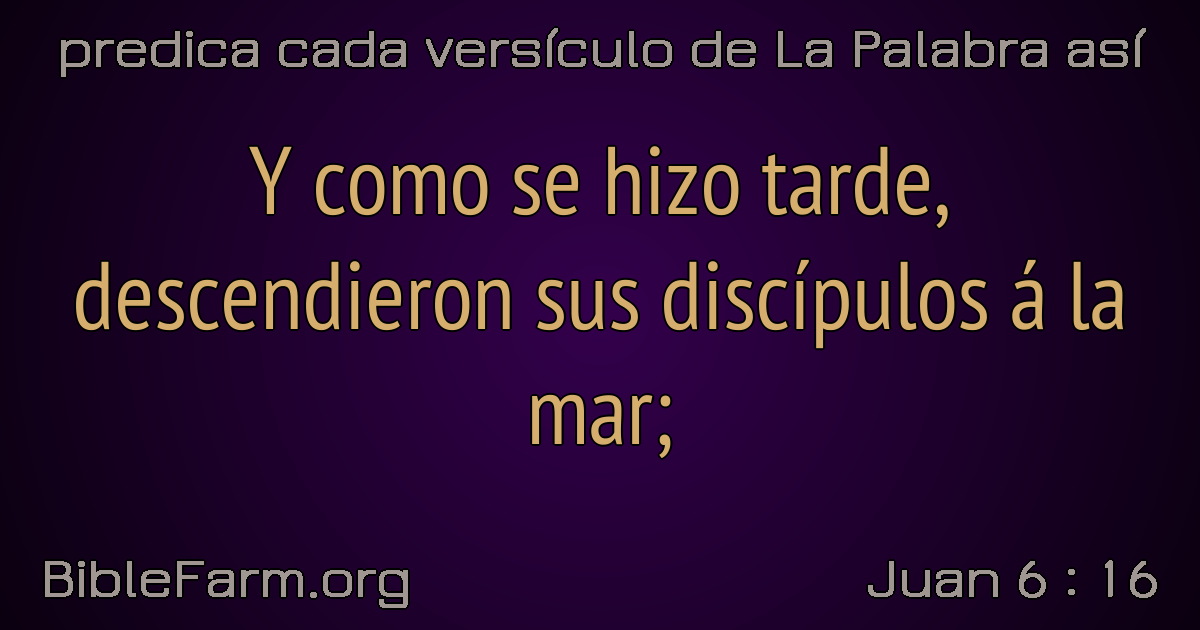 predica cada versículo de La Palabra así
Y como se hizo tarde,
descendieron sus discípulos á la
mar;
BibleFarm.org
Juan 6 : 16